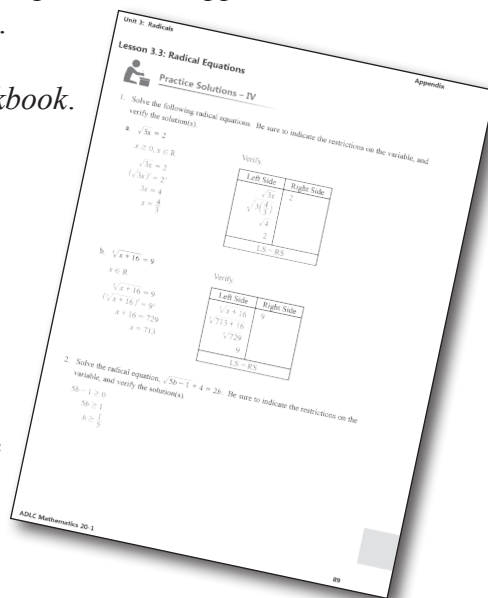 .
kbook.
Unit 3: Radicals
Appendix
Lesson 3.3: Radical Equations
Practice Solutions – IV
1. Solve the following radical equations. Be sure to indicate the restrictions on the variable, and
verify the solution(s).
a. √3x = 2
x ≥ 0, x ∈ R
√3x = 2
(√3x)² = 2²
3x = 4
x = 4/3
Verify
Left Side Right Side
√3x 2
√3(4/3)
√4
2
LS = RS
b. ∛x + 16 = 9
x ∈ R
∛x + 16 = 9
(∛x + 16)³ = 9³
x + 16 = 729
x = 713
Verify
Left Side Right Side
∛x + 16 9
∛713 + 16
∛729
9
LS = RS
2. Solve the radical equation, √5b − 1 + 4 = 2b. Be sure to indicate the restrictions on the
variable, and verify the solution(s).
5b − 1 ≥ 0
5b ≥ 1
b ≥ 1/5
ADLC Mathematics 20-1
89